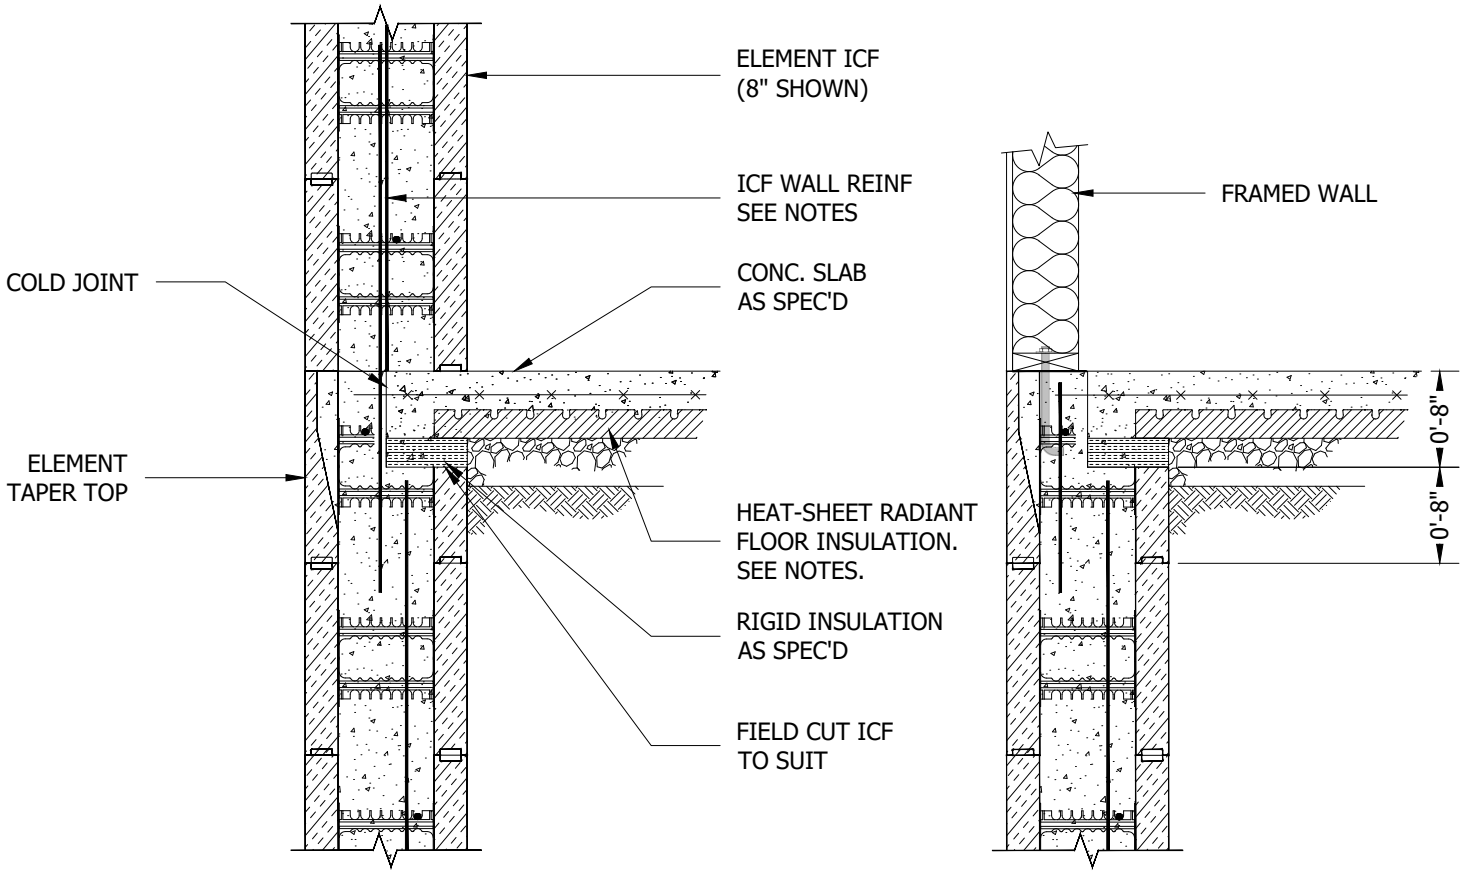 ELEMENT ICF
(8" SHOWN)
ICF WALL REINF
SEE NOTES
FRAMED WALL
COLD JOINT
CONC. SLAB
AS SPEC'D
0'-8"
ELEMENT
TAPER TOP
0'-8"
HEAT-SHEET RADIANT
FLOOR INSULATION.
SEE NOTES.
RIGID INSULATION
AS SPEC'D
FIELD CUT ICF
TO SUIT